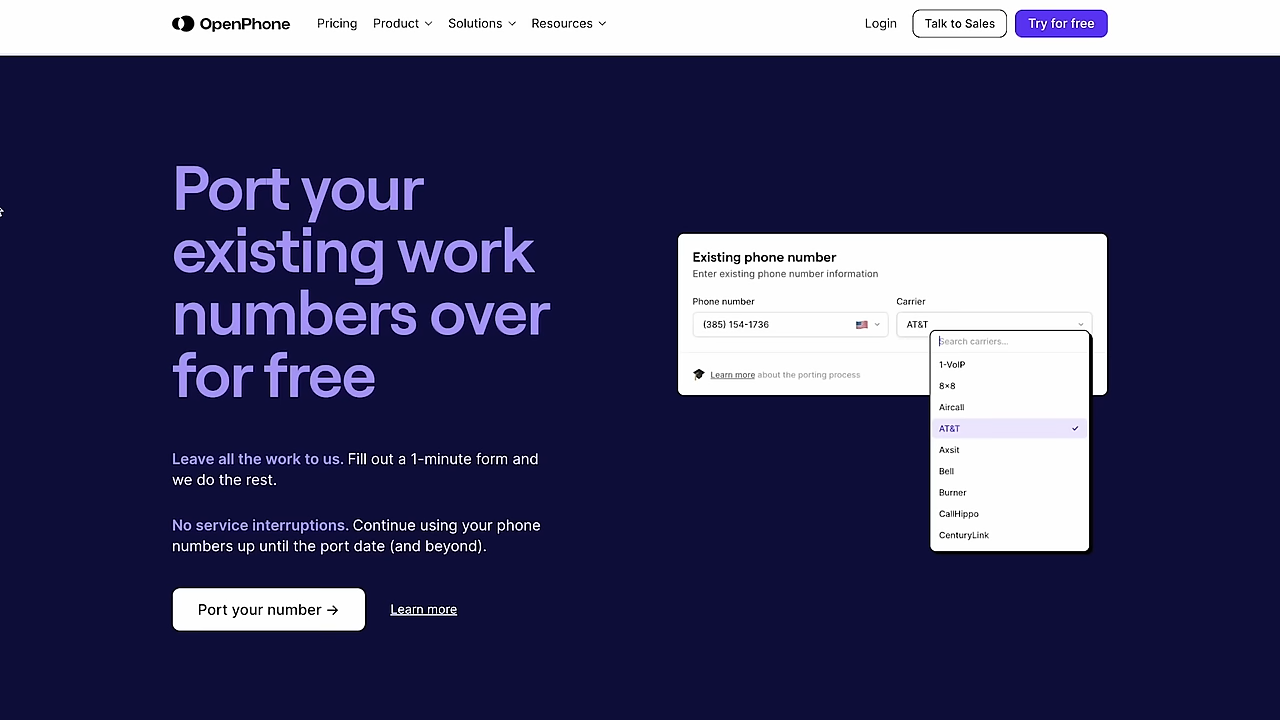 OpenPhone Pricing Product Solutions Resources Login Talk to Sales Try for free
Port your
existing work
numbers over
for free
Leave all the work to us. Fill out a 1-minute form and
we do the rest.
No service interruptions. Continue using your phone
numbers up until the port date (and beyond).
Port your number → Learn more
Existing phone number
Enter existing phone number information
Phone number Carrier
(385) 154-1736 AT&T
Search carriers...
Learn more about the porting process
1-VoIP
8x8
Aircall
AT&T
Axsit
Bell
Burner
CallHippo
CenturyLink